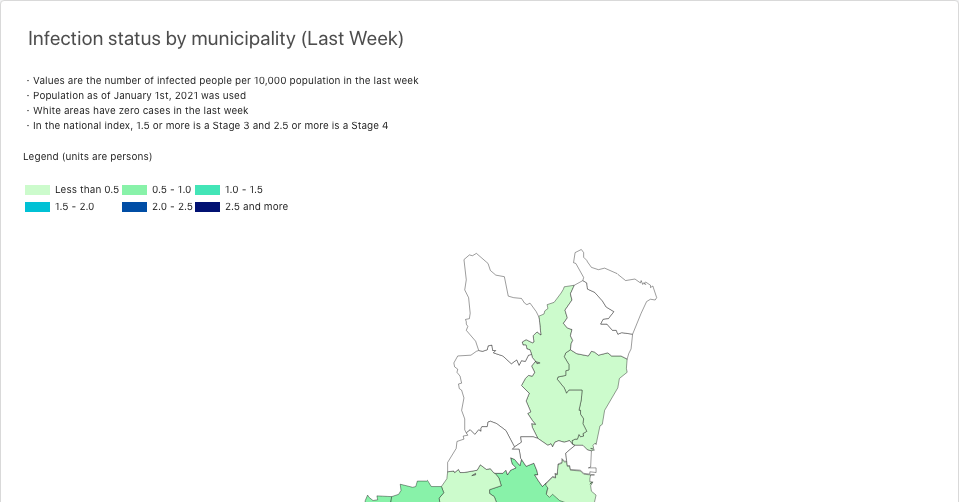 Infection status by municipality (Last Week)
・Values are the number of infected people per 10,000 population in the last week
・Population as of January 1st, 2021 was used
・White areas have zero cases in the last week
・In the national index, 1.5 or more is a Stage 3 and 2.5 or more is a Stage 4
Legend (units are persons)
Less than 0.5 0.5 - 1.0 1.0 - 1.5
1.5 - 2.0 2.0 - 2.5 2.5 and more